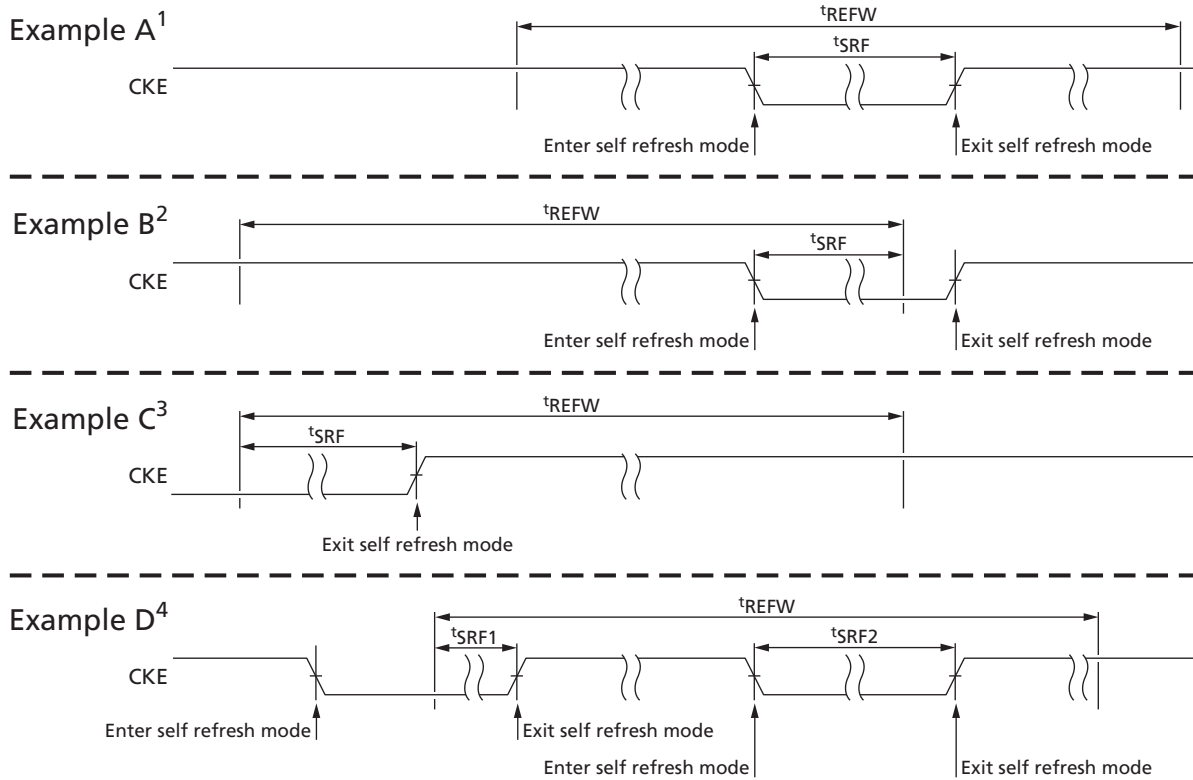 Example A¹
ᵗREFW
ᵗSRF
CKE
Enter self refresh mode
Exit self refresh mode
Example B²
ᵗREFW
ᵗSRF
CKE
Enter self refresh mode
Exit self refresh mode
Example C³
ᵗREFW
ᵗSRF
CKE
Exit self refresh mode
Example D⁴
ᵗREFW
ᵗSRF1
ᵗSRF2
CKE
Enter self refresh mode
Exit self refresh mode
Enter self refresh mode
Exit self refresh mode